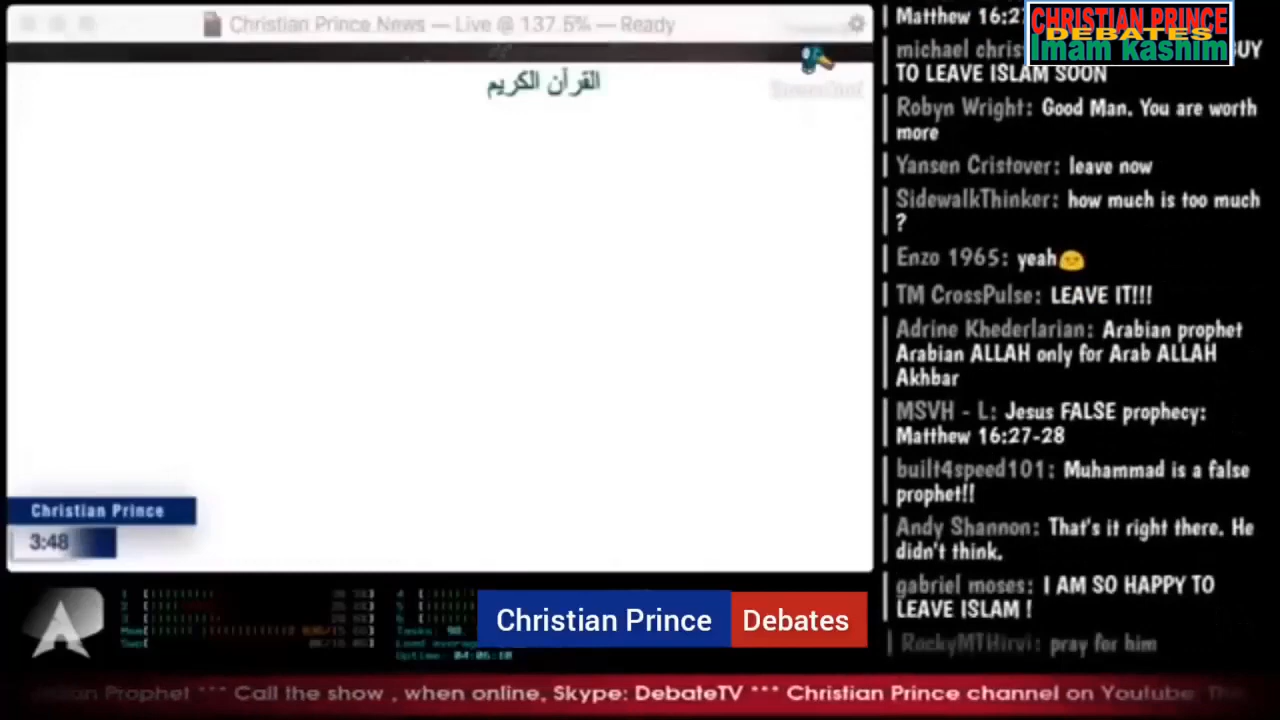 Christian Prince News — Live @ 137.5% — Ready
القرآن الكريم
Christian Prince
3:48
Christian Prince Debates
Matthew 16:2
CHRISTIAN PRINCE
DEBATES
Imam kashim
michael chris
UY
TO LEAVE ISLAM SOON
Robyn Wright: Good Man. You are worth
more
Yansen Cristover: leave now
SidewalkThinker: how much is too much
?
Enzo 1965: yeah
TM CrossPulse: LEAVE IT!!!
Adrine Khederlarian: Arabian prophet
Arabian ALLAH only for Arab ALLAH
Akhbar
MSVH - L: Jesus FALSE prophecy:
Matthew 16:27-28
built4speed101: Muhammad is a false
prophet!!
Andy Shannon: That's it right there. He
didn't think.
gabriel moses: I AM SO HAPPY TO
LEAVE ISLAM !
RockyMTHirvi: pray for him
Prophet *** Call the show , when online, Skype: DebateTV *** Christian Prince channel on Youtube